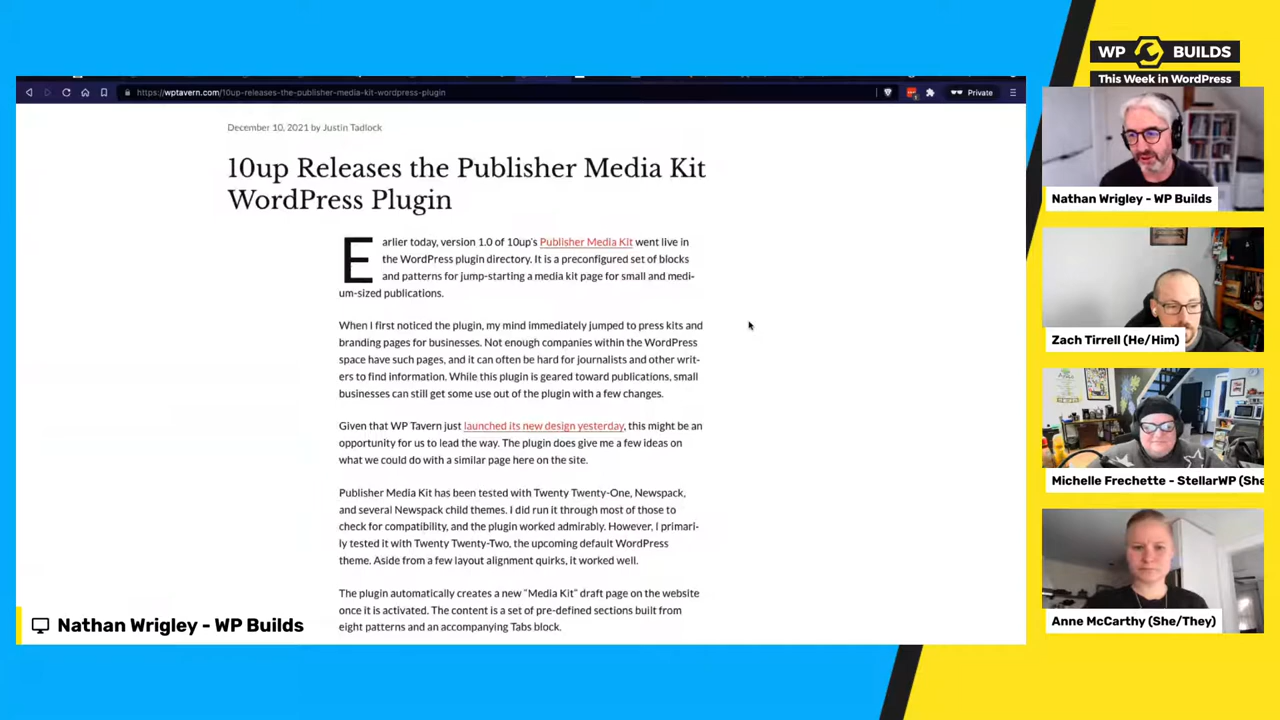 WP BUILDS
This Week in WordPress
https://wptavern.com/10up-releases-the-publisher-media-kit-wordpress-plugin
Private
December 10, 2021 by Justin Tadlock
10up Releases the Publisher Media Kit
WordPress Plugin
Earlier today, version 1.0 of 10up's Publisher Media Kit went live in
the WordPress plugin directory. It is a preconfigured set of blocks
and patterns for jump-starting a media kit page for small and medi-
um-sized publications.
When I first noticed the plugin, my mind immediately jumped to press kits and
branding pages for businesses. Not enough companies within the WordPress
space have such pages, and it can often be hard for journalists and other writ-
ers to find information. While this plugin is geared toward publications, small
businesses can still get some use out of the plugin with a few changes.
Given that WP Tavern just launched its new design yesterday, this might be an
opportunity for us to lead the way. The plugin does give me a few ideas on
what we could do with a similar page here on the site.
Publisher Media Kit has been tested with Twenty Twenty-One, Newspack,
and several Newspack child themes. I did run it through most of those to
check for compatibility, and the plugin worked admirably. However, I primari-
ly tested it with Twenty Twenty-Two, the upcoming default WordPress
theme. Aside from a few layout alignment quirks, it worked well.
The plugin automatically creates a new "Media Kit" draft page on the website
once it is activated. The content is a set of pre-defined sections built from
eight patterns and an accompanying Tabs block.
Nathan Wrigley - WP Builds
Nathan Wrigley - WP Builds
Zach Tirrell (He/Him)
Michelle Frechette - StellarWP (She
Anne McCarthy (She/They)